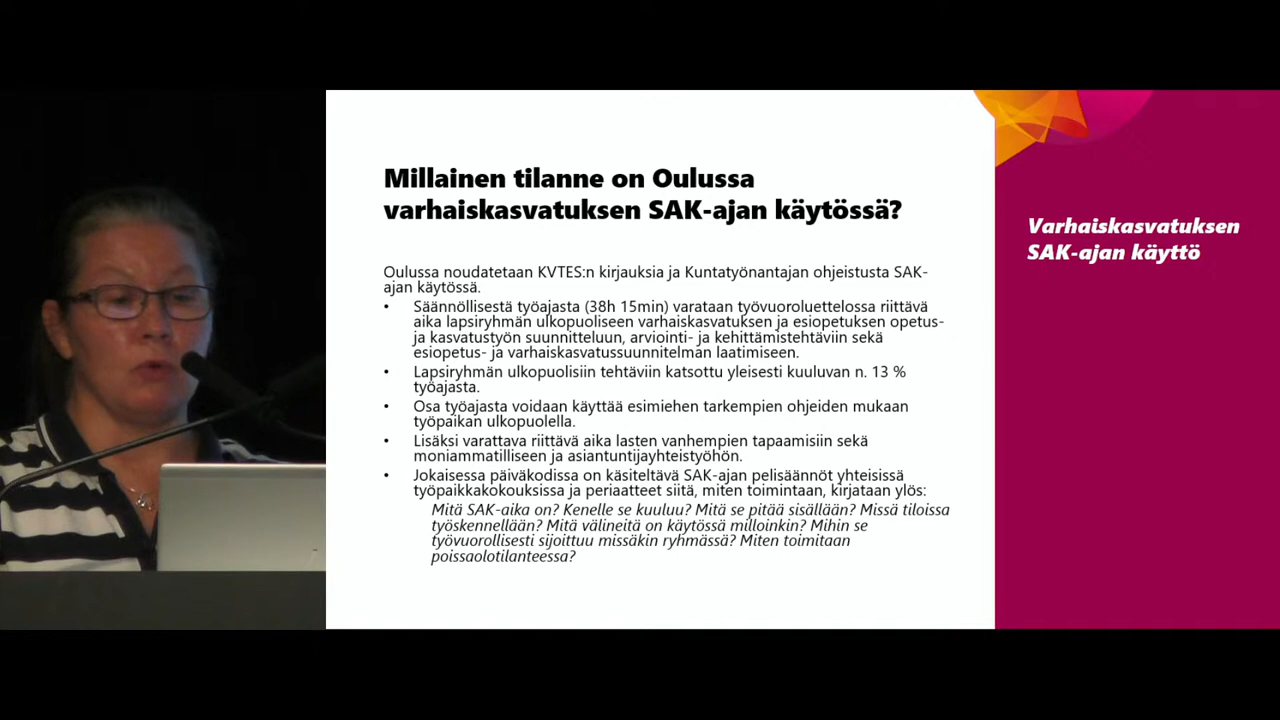 Millainen tilanne on Oulussa
varhaiskasvatuksen SAK-ajan käytössä?
Oulussa noudatetaan KVTES:n kirjauksia ja Kuntatyönantajan ohjeistusta SAK-
ajan käytössä.
• Säännöllisestä työajasta (38h 15min) varataan työvuoroluettelossa riittävä
aika lapsiryhmän ulkopuoliseen varhaiskasvatuksen ja esiopetuksen opetus-
ja kasvatustyön suunnitteluun, arviointi- ja kehittämistehtäviin sekä
esiopetus- ja varhaiskasvatussuunnitelman laatimiseen.
• Lapsiryhmän ulkopuolisiin tehtäviin katsottu yleisesti kuuluvan n. 13 %
työajasta.
• Osa työajasta voidaan käyttää esimiehen tarkempien ohjeiden mukaan
työpaikan ulkopuolella.
• Lisäksi varattava riittävä aika lasten vanhempien tapaamisiin sekä
moniammatilliseen ja asiantuntijayhteistyöhön.
• Jokaisessa päiväkodissa on käsiteltävä SAK-ajan pelisäännöt yhteisissä
työpaikkakokouksissa ja periaatteet siitä, miten toimintaan, kirjataan ylös:
Mitä SAK-aika on? Kenelle se kuuluu? Mitä se pitää sisällään? Missä tiloissa
työskennellään? Mitä välineitä on käytössä milloinkin? Mihin se
työvuorollisesti sijoittuu missäkin ryhmässä? Miten toimitaan
poissaolotilanteessa?
Varhaiskasvatuksen
SAK-ajan käyttö